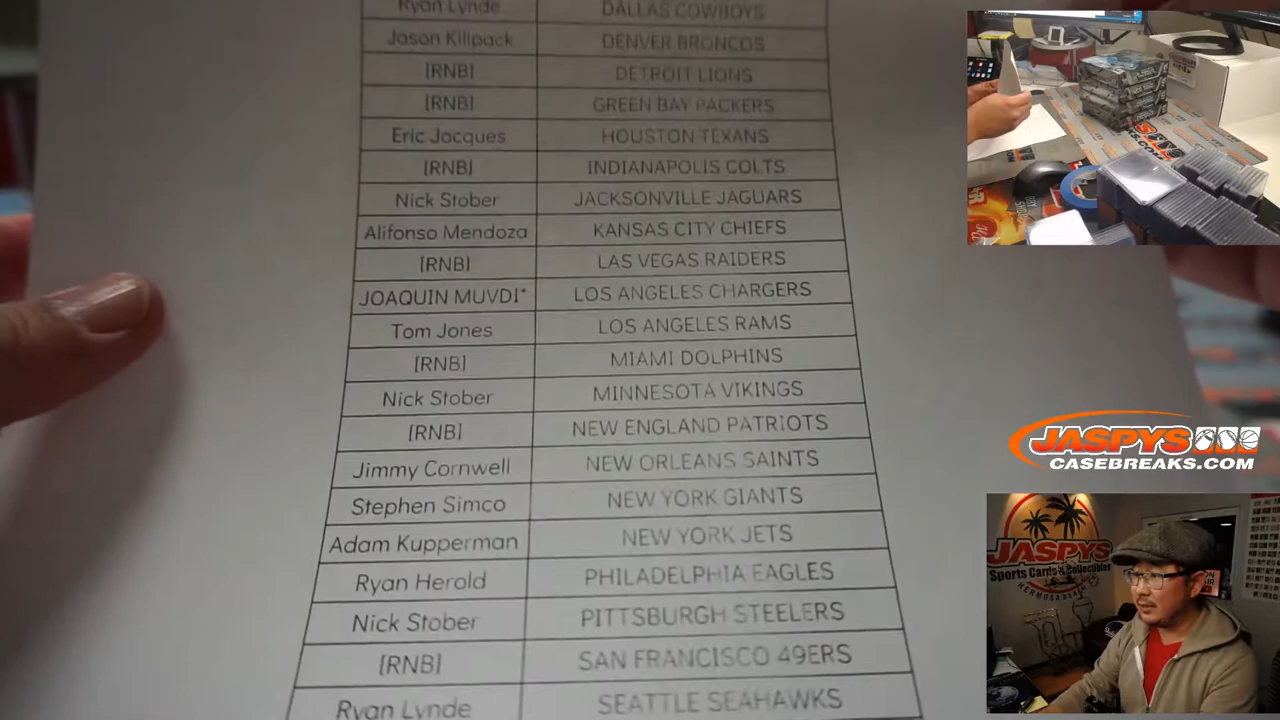 Ryan Lynde DALLAS COWBOYS
Jason Killpack DENVER BRONCOS
[RNB] DETROIT LIONS
[RNB] GREEN BAY PACKERS
Eric Jacques HOUSTON TEXANS
[RNB] INDIANAPOLIS COLTS
Nick Stober JACKSONVILLE JAGUARS
Alifonso Mendoza KANSAS CITY CHIEFS
[RNB] LAS VEGAS RAIDERS
JOAQUIN MUVDI* LOS ANGELES CHARGERS
Tom Jones LOS ANGELES RAMS
[RNB] MIAMI DOLPHINS
Nick Stober MINNESOTA VIKINGS
[RNB] NEW ENGLAND PATRIOTS
Jimmy Cornwell NEW ORLEANS SAINTS
Stephen Simco NEW YORK GIANTS
Adam Kupperman NEW YORK JETS
Ryan Herold PHILADELPHIA EAGLES
Nick Stober PITTSBURGH STEELERS
[RNB] SAN FRANCISCO 49ERS
Ryan Lynde SEATTLE SEAHAWKS
JASPYS
CASEBREAKS.COM
JASPYS
Sports Cards & Collectibles
HERMOSA BEACH
ON
AIR